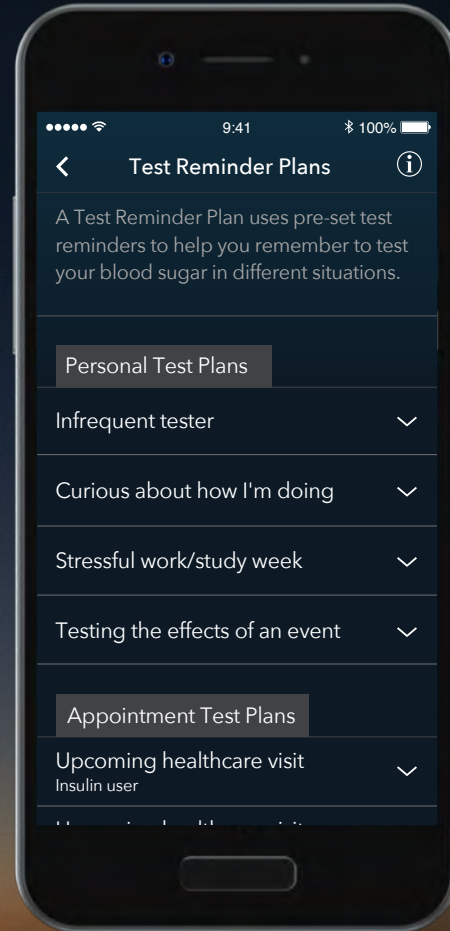 9:41
100%
Test Reminder Plans
A Test Reminder Plan uses pre-set test
reminders to help you remember to test
your blood sugar in different situations.
Personal Test Plans
Infrequent tester
Curious about how I'm doing
Stressful work/study week
Testing the effects of an event
Appointment Test Plans
Upcoming healthcare visit
Insulin user